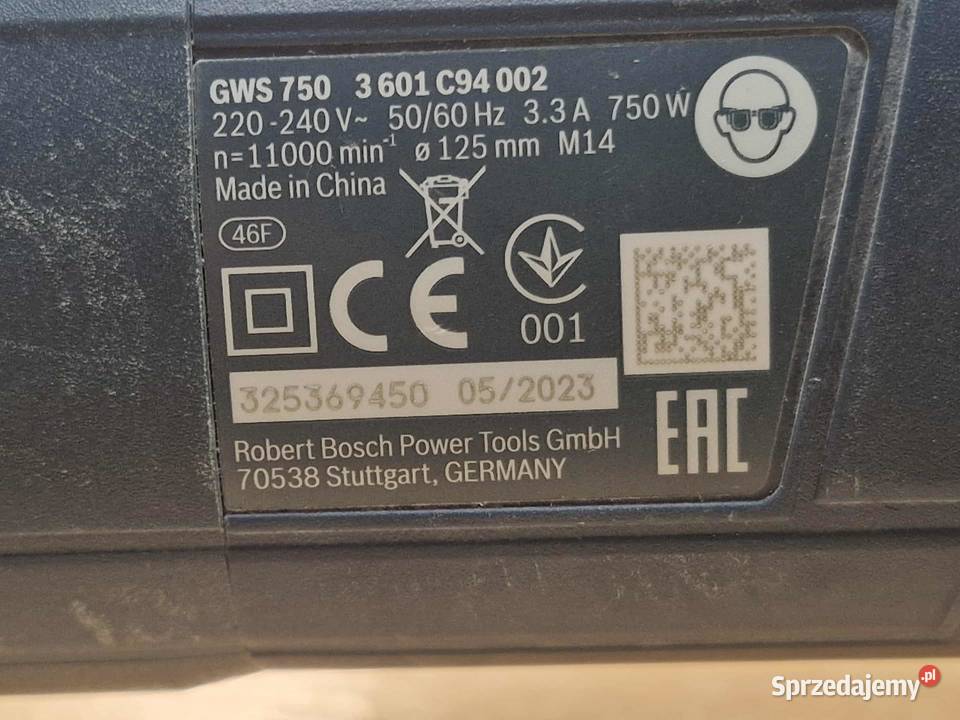 GWS 750 3 601 C94 002
220-240 V~ 50/60 Hz 3.3 A 750 W
n=11000 min⁻¹ ø 125 mm M14
Made in China
46F
CE
001
325369450 05/2023
EAC
Robert Bosch Power Tools GmbH
70538 Stuttgart, GERMANY
Sprzedajemy.pl